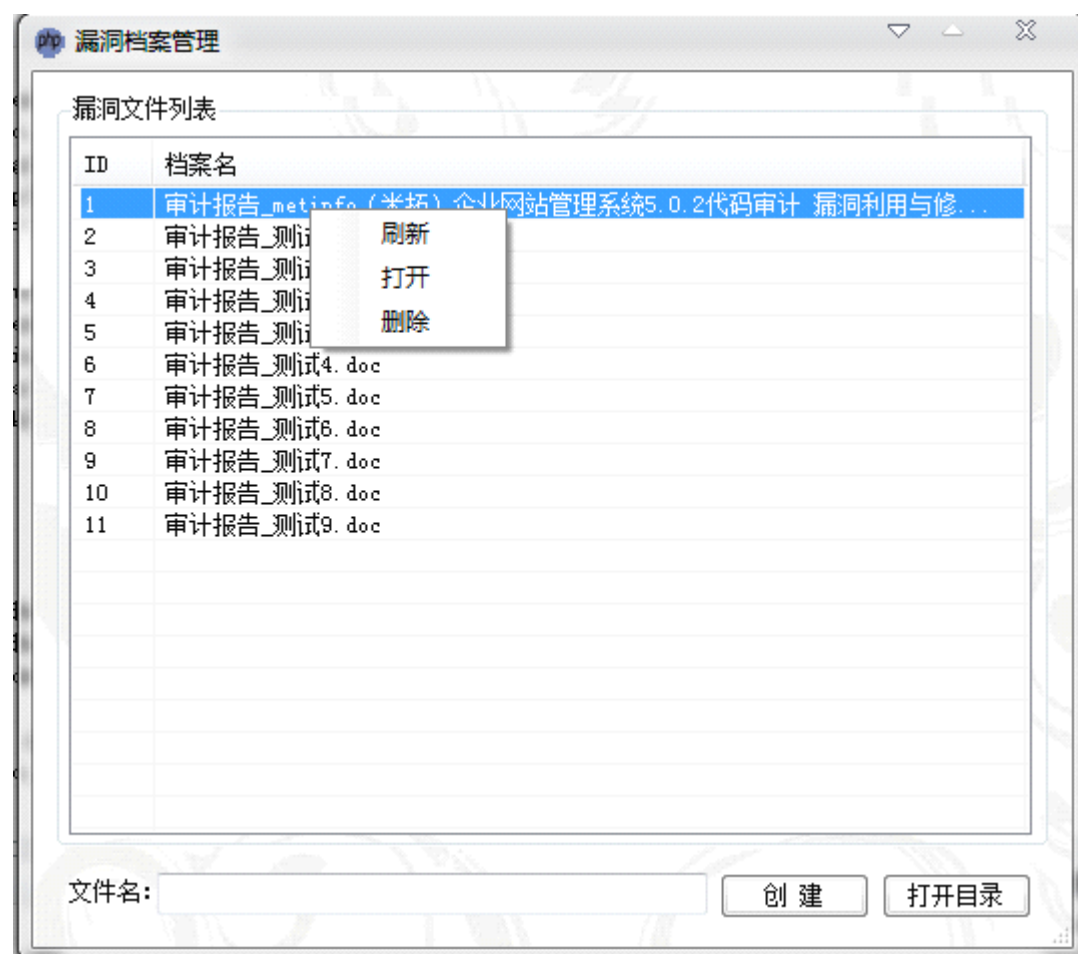 php 漏洞档案管理
漏洞文件列表
ID 档案名
1 审计报告_metinfo（米拓）企业网站管理系统5.0.2代码审计 漏洞利用与修...
2 审计报告_测试
3 审计报告_测试
4 审计报告_测试
5 审计报告_测试
刷新
打开
删除
6 审计报告_测试4.doc
7 审计报告_测试5.doc
8 审计报告_测试6.doc
9 审计报告_测试7.doc
10 审计报告_测试8.doc
11 审计报告_测试9.doc
文件名: 创 建 打开目录